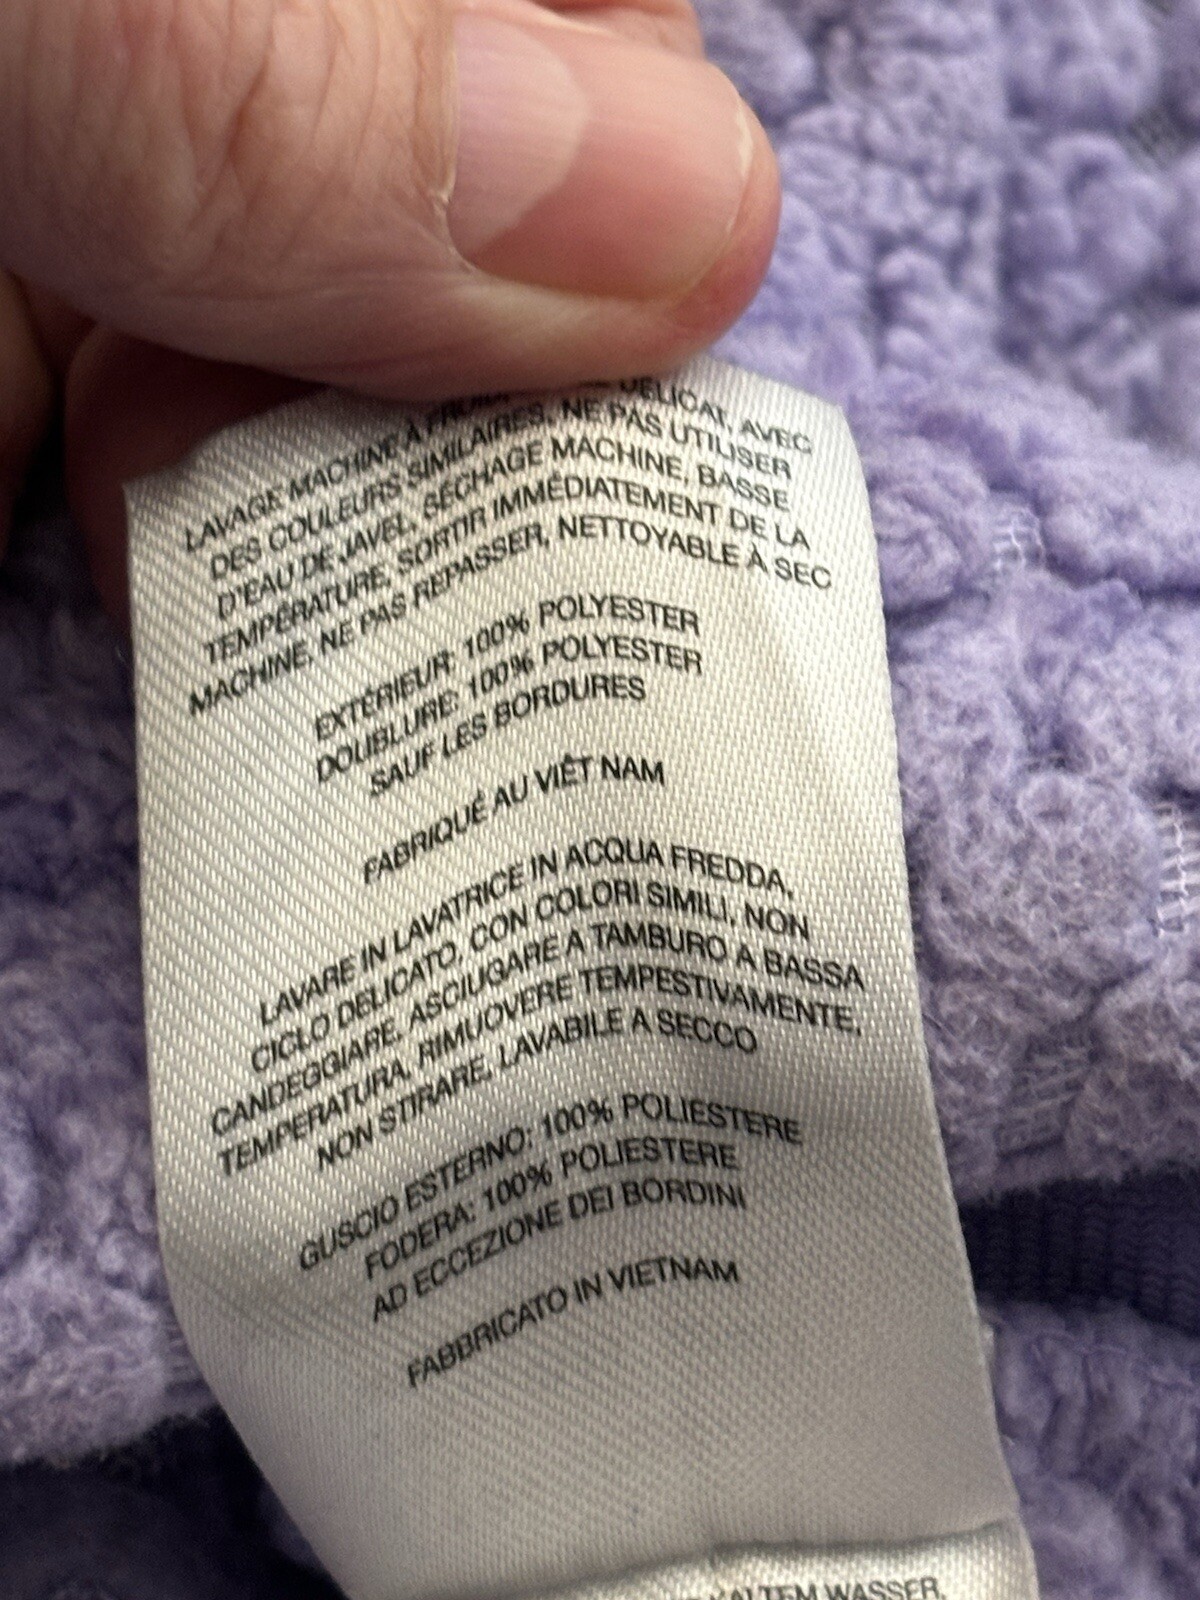 LAVAGE MACHINE À FROID, DÉLICAT, AVEC
DES COULEURS SIMILAIRES, NE PAS UTILISER
D'EAU DE JAVEL, SÉCHAGE MACHINE, BASSE
TEMPÉRATURE, SORTIR IMMÉDIATEMENT DE LA
MACHINE, NE PAS REPASSER, NETTOYABLE À SEC
EXTÉRIEUR: 100% POLYESTER
DOUBLURE: 100% POLYESTER
SAUF LES BORDURES
FABRIQUÉ AU VIÊT NAM
LAVARE IN LAVATRICE IN ACQUA FREDDA,
CICLO DELICATO, CON COLORI SIMILI, NON
CANDEGGIARE, ASCIUGARE A TAMBURO A BASSA
TEMPERATURA, RIMUOVERE TEMPESTIVAMENTE,
NON STIRARE, LAVABILE A SECCO
GUSCIO ESTERNO: 100% POLIESTERE
FODERA: 100% POLIESTERE
AD ECCEZIONE DEI BORDINI
FABBRICATO IN VIETNAM
KALTEM WASSER,